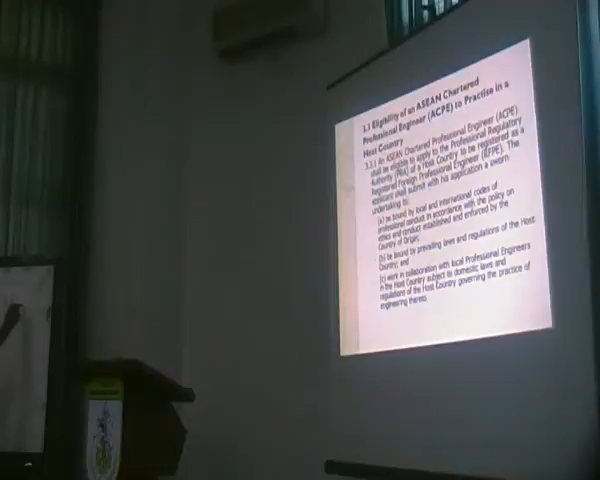 3.3 Eligibility of an ASEAN Chartered
Professional Engineer (ACPE) to Practise in a
Host Country
3.3.1 An ASEAN Chartered Professional Engineer (ACPE)
shall be eligible to apply to the Professional Regulatory
Authority (PRA) of a Host Country to be registered as a
Registered Foreign Professional Engineer (RFPE). The
applicant shall submit with his application a sworn
undertaking to:
(a) be bound by local and international codes of
professional conduct in accordance with the policy on
ethics and conduct established and enforced by the
Country of Origin;
(b) be bound by prevailing laws and regulations of the Host
Country; and
(c) work in collaboration with local Professional Engineers
in the Host Country subject to domestic laws and
regulations of the Host Country governing the practice of
engineering thereto.